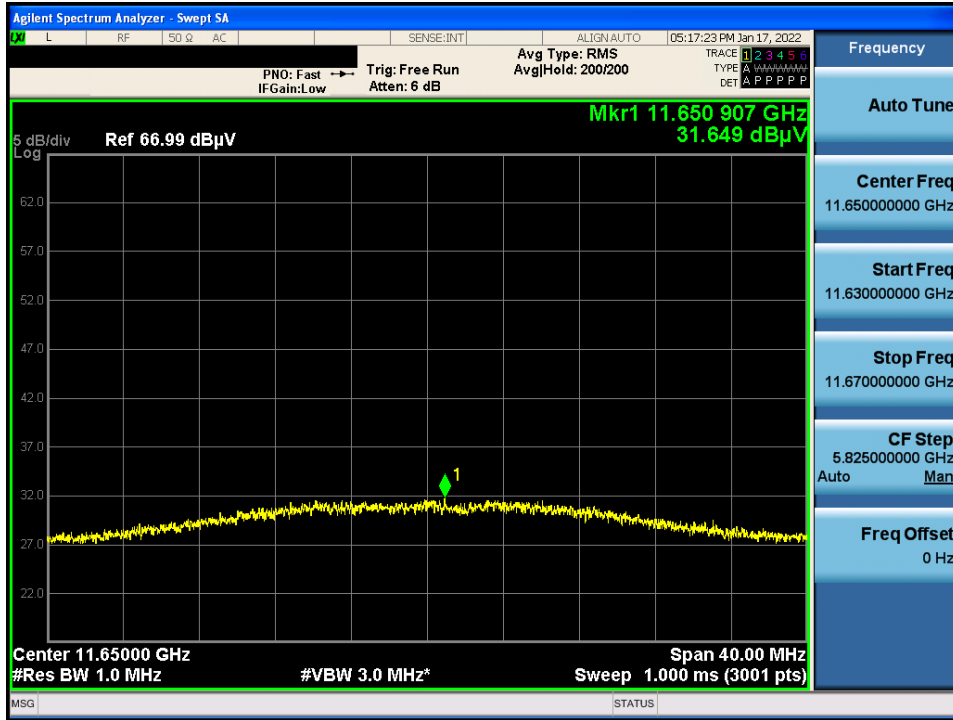 Agilent Spectrum Analyzer - Swept SA
LXI L RF 50 Ω AC SENSE:INT ALIGN AUTO 05:17:23 PM Jan 17, 2022
PNO: Fast
IFGain:Low
Trig: Free Run
Atten: 6 dB
Avg Type: RMS
Avg|Hold: 200/200
TRACE 1 2 3 4 5 6
TYPE A WWWWW
DET A P P P P P
Mkr1 11.650 907 GHz
31.649 dBµV
5 dB/div Ref 66.99 dBµV
Log
62.0
57.0
52.0
47.0
42.0
37.0
32.0
27.0
22.0
1
Center 11.65000 GHz Span 40.00 MHz
#Res BW 1.0 MHz #VBW 3.0 MHz* Sweep 1.000 ms (3001 pts)
MSG STATUS
Frequency
Auto Tune
Center Freq
11.650000000 GHz
Start Freq
11.630000000 GHz
Stop Freq
11.670000000 GHz
CF Step
5.825000000 GHz
Auto Man
Freq Offset
0 Hz